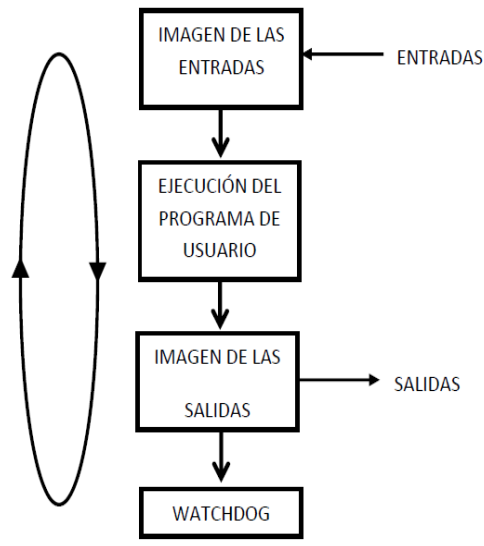 IMAGEN DE LAS
ENTRADAS
ENTRADAS
EJECUCIÓN DEL
PROGRAMA DE
USUARIO
IMAGEN DE LAS
SALIDAS
SALIDAS
WATCHDOG